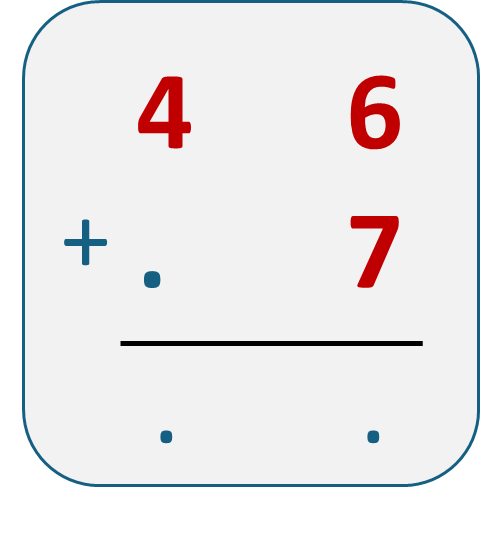 4 6
+ . 7
. .